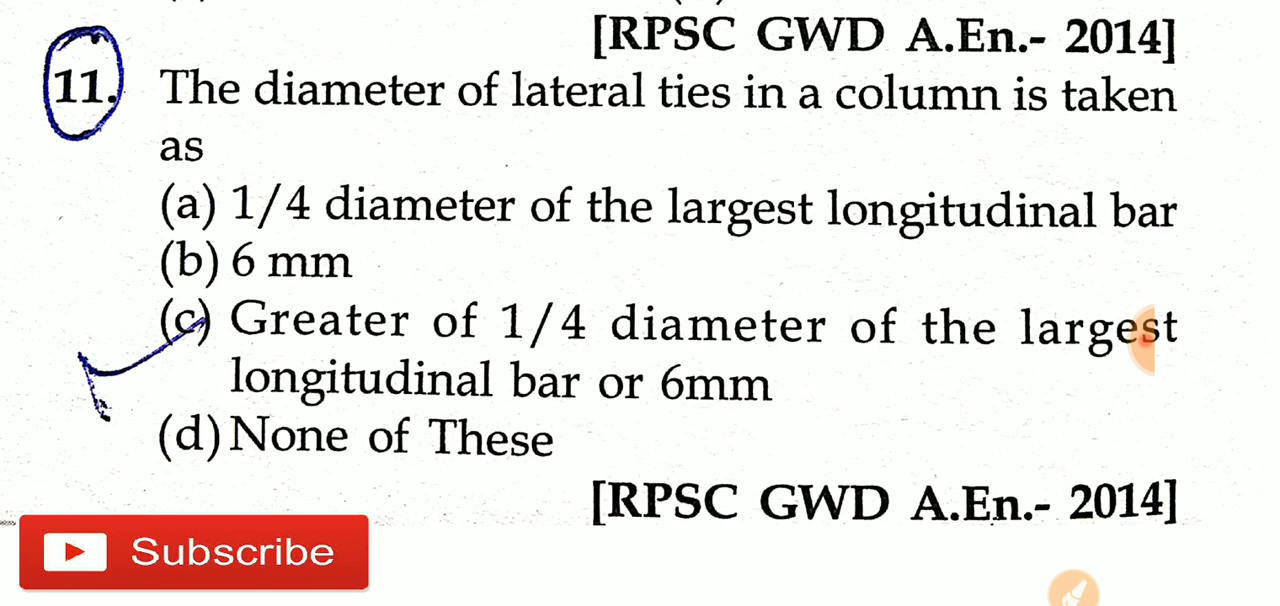 [RPSC GWD A.En.- 2014]
11. The diameter of lateral ties in a column is taken
as
(a) 1/4 diameter of the largest longitudinal bar
(b) 6 mm
(c) Greater of 1/4 diameter of the largest
longitudinal bar or 6mm
(d) None of These
[RPSC GWD A.En.- 2014]
Subscribe